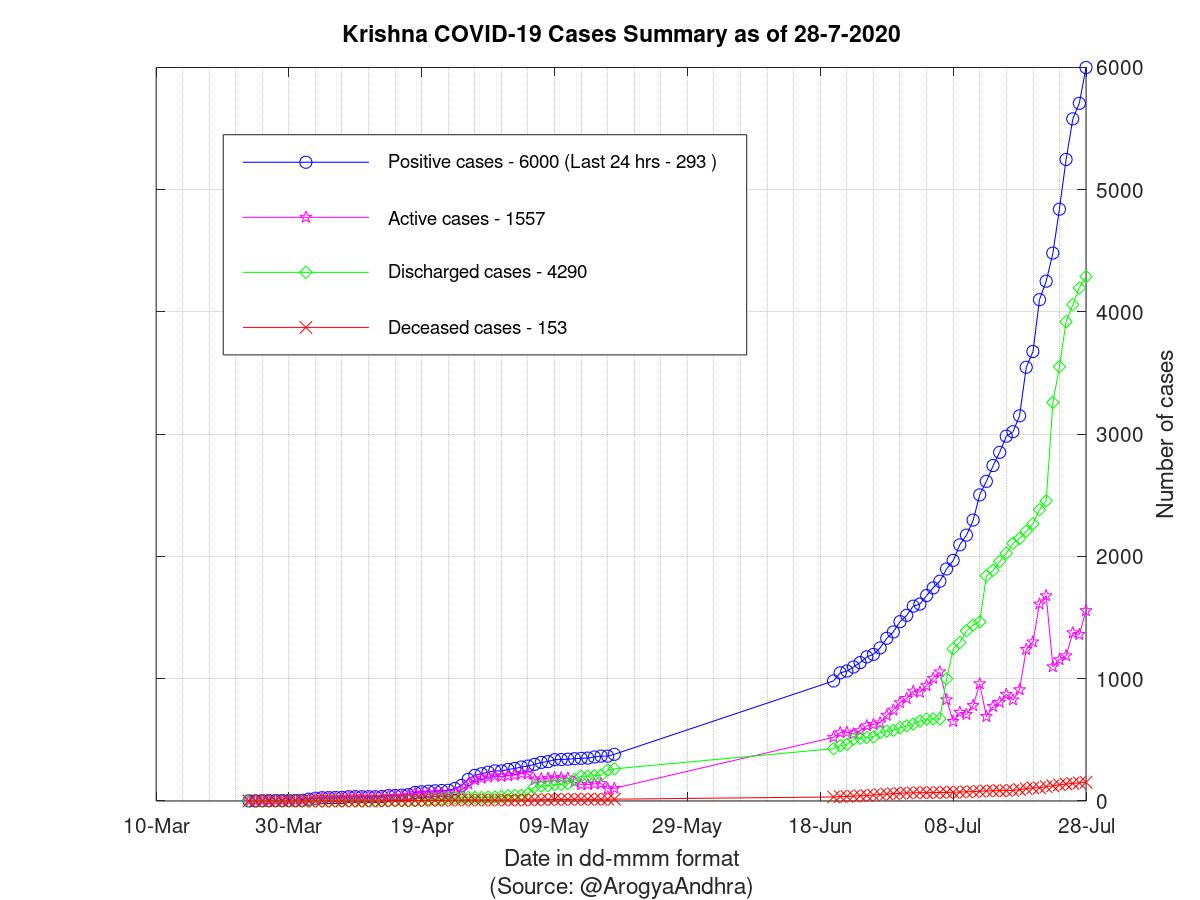 Krishna COVID-19 Cases Summary as of 28-7-2020
Positive cases - 6000 (Last 24 hrs - 293 )
Active cases - 1557
Discharged cases - 4290
Deceased cases - 153
6000
5000
4000
3000
2000
1000
0
Number of cases
10-Mar 30-Mar 19-Apr 09-May 29-May 18-Jun 08-Jul 28-Jul
Date in dd-mmm format
(Source: @ArogyaAndhra)